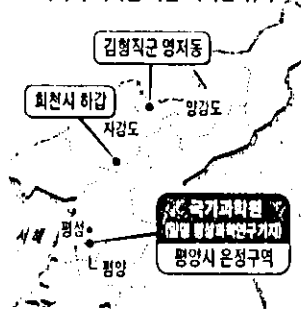 김형직군 영저동
희천시 하갑
양강도
자강도
서해
평성
평양
국가과학원
(일명 평성과학연구기지)
평양시 은정구역